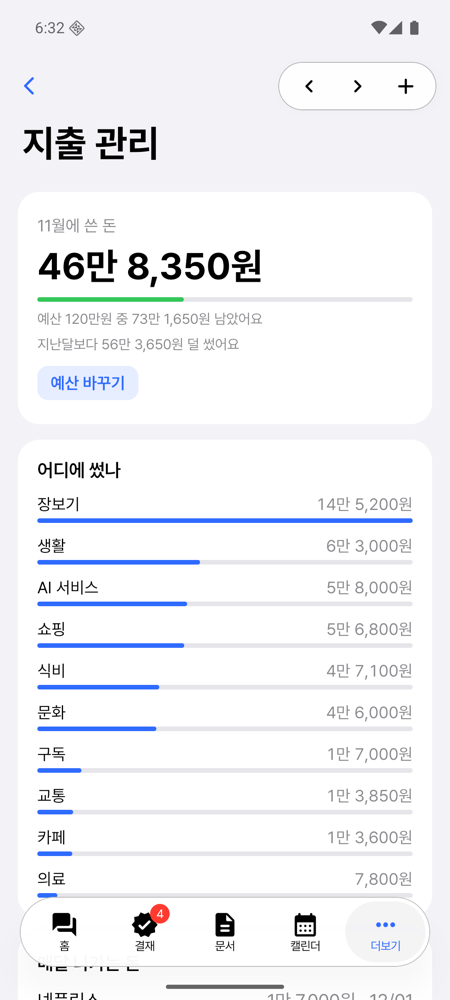 6:32
지출 관리
11월에 쓴 돈
46만 8,350원
예산 120만원 중 73만 1,650원 남았어요
지난달보다 56만 3,650원 덜 썼어요
예산 바꾸기
어디에 썼나
장보기 14만 5,200원
생활 6만 3,000원
AI 서비스 5만 8,000원
쇼핑 5만 6,800원
식비 4만 7,100원
문화 4만 6,000원
구독 1만 7,000원
교통 1만 3,850원
카페 1만 3,600원
의료 7,800원
4
홈 결재 문서 캘린더 더보기